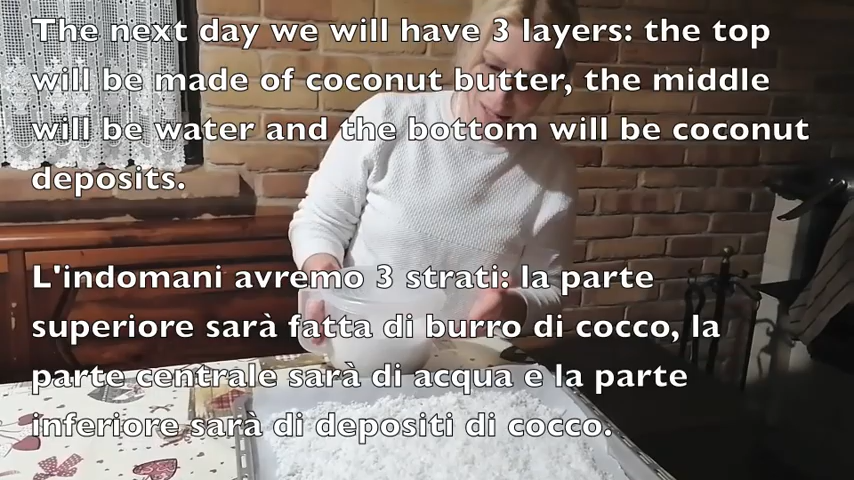 The next day we will have 3 layers: the top
will be made of coconut butter, the middle
will be water and the bottom will be coconut
deposits.
L'indomani avremo 3 strati: la parte
superiore sarà fatta di burro di cocco, la
parte centrale sarà di acqua e la parte
inferiore sarà di depositi di cocco.